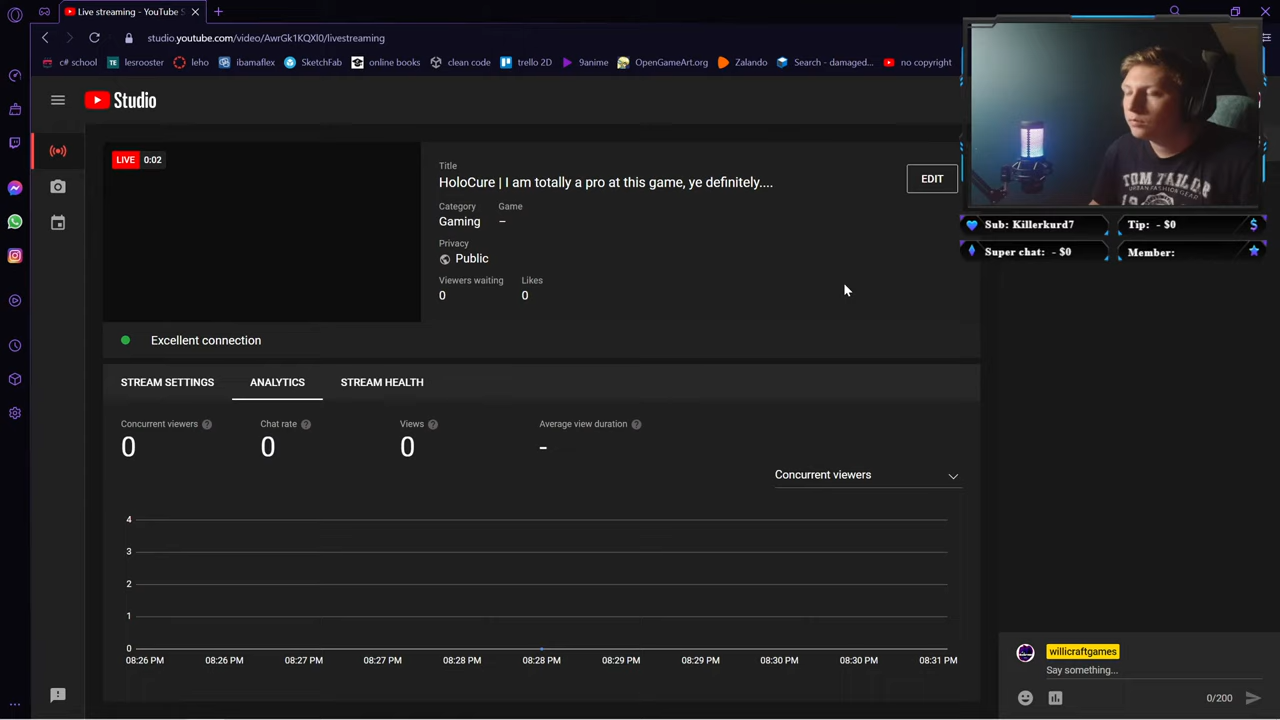 Live streaming - YouTube S
studio.youtube.com/video/AwrGk1KQXl0/livestreaming
c# school
lesrooster
leho
ibamaflex
SketchFab
online books
clean code
trello 2D
9anime
OpenGameArt.org
Zalando
Search - damaged...
no copyright
Studio
LIVE 0:02
Title
HoloCure | I am totally a pro at this game, ye definitely....
EDIT
Category Game
Gaming –
Privacy
Public
Viewers waiting Likes
0 0
Excellent connection
STREAM SETTINGS ANALYTICS STREAM HEALTH
Concurrent viewers Chat rate Views Average view duration
0 0 0 -
Concurrent viewers
4
3
2
1
0
08:26 PM 08:26 PM 08:27 PM 08:27 PM 08:28 PM 08:28 PM 08:29 PM 08:29 PM 08:30 PM 08:30 PM 08:31 PM
TOM TAILOR
Sub: Killerkurd7 Tip: - $0
Super chat: - $0 Member:
willicraftgames
Say something...
0/200